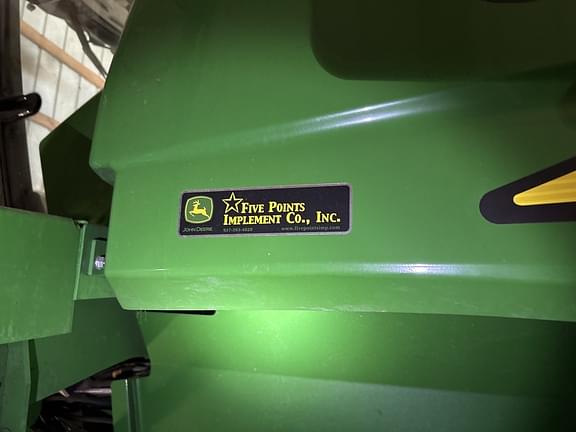 Five Points
Implement Co., Inc.
John Deere
www.fivepointsimp.com